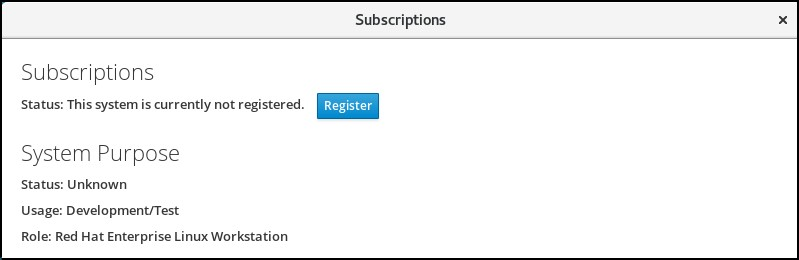 Subscriptions
Subscriptions
Status: This system is currently not registered. Register
System Purpose
Status: Unknown
Usage: Development/Test
Role: Red Hat Enterprise Linux Workstation